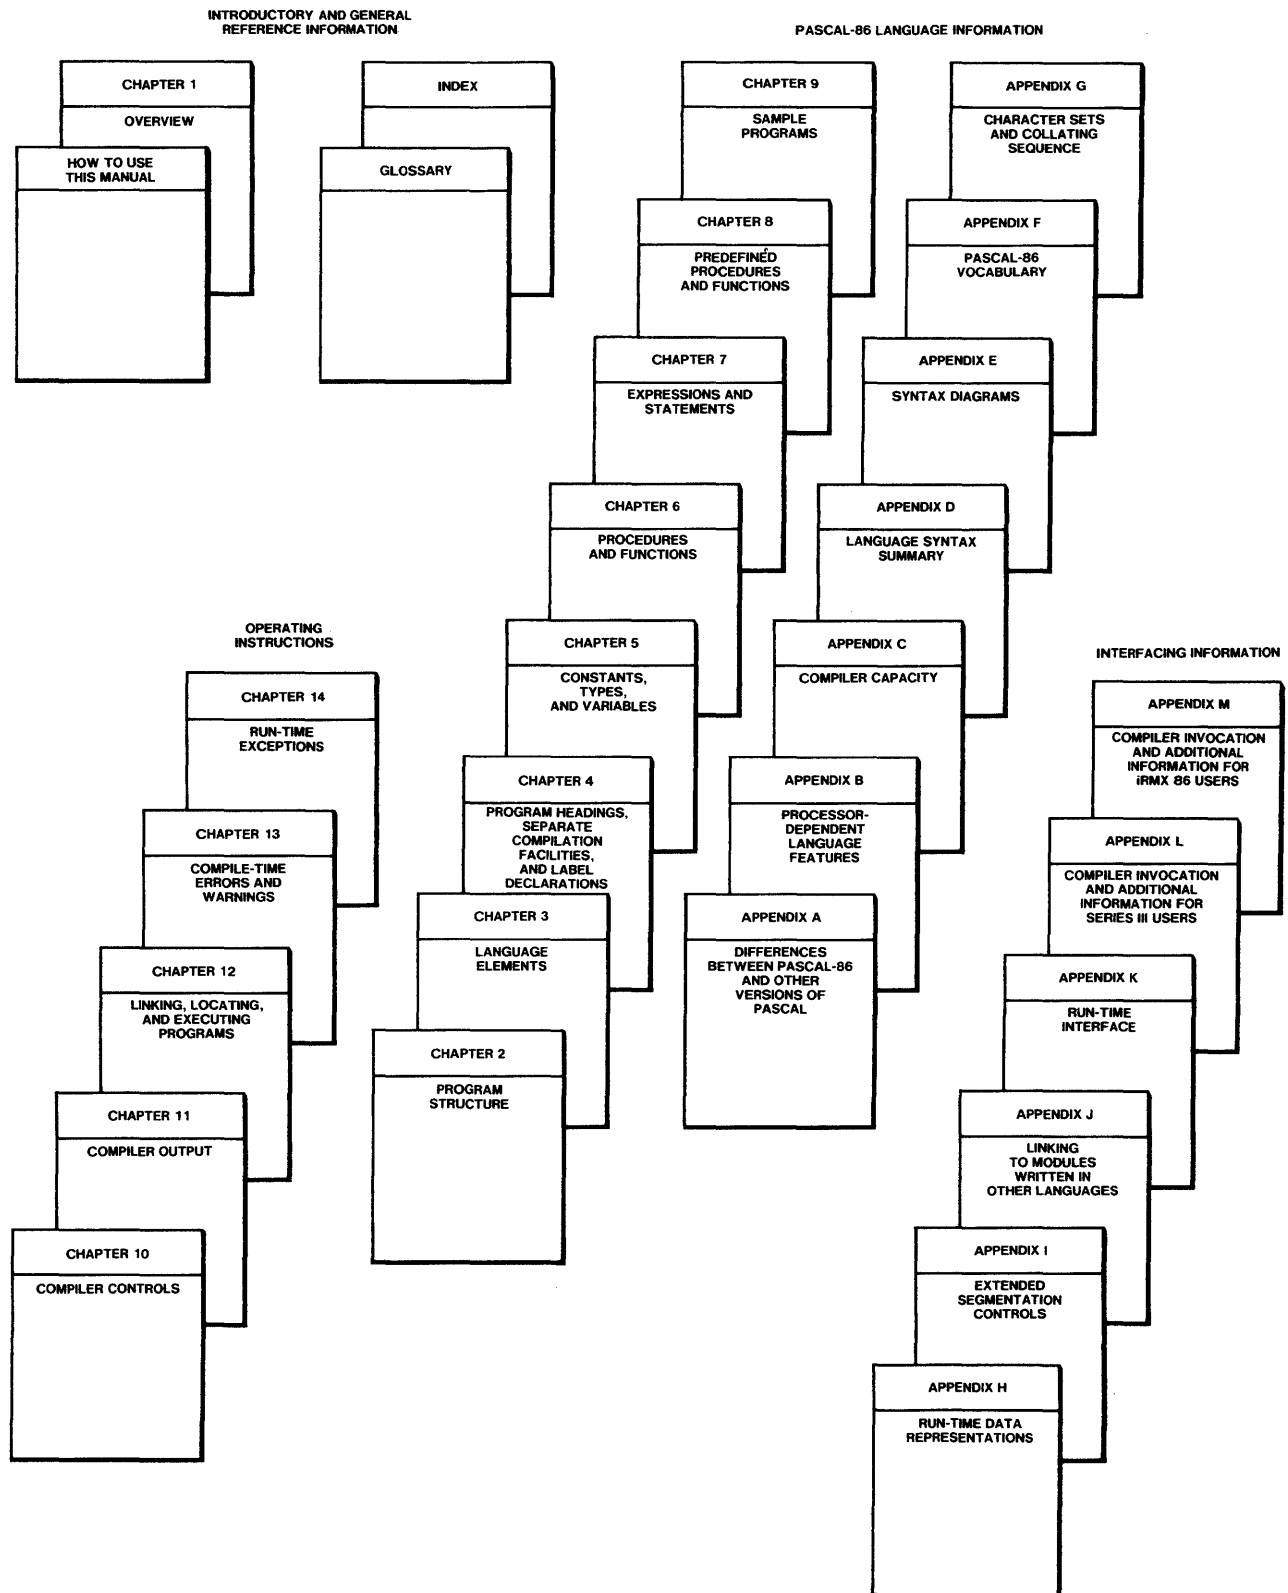 INTRODUCTORY AND GENERAL
REFERENCE INFORMATION
CHAPTER 1
OVERVIEW
HOW TO USE
THIS MANUAL
INDEX
GLOSSARY
PASCAL-86 LANGUAGE INFORMATION
CHAPTER 9
SAMPLE
PROGRAMS
CHAPTER 8
PREDEFINED
PROCEDURES
AND FUNCTIONS
CHAPTER 7
EXPRESSIONS AND
STATEMENTS
CHAPTER 6
PROCEDURES
AND FUNCTIONS
CHAPTER 5
CONSTANTS,
TYPES,
AND VARIABLES
CHAPTER 4
PROGRAM HEADINGS,
SEPARATE
COMPILATION
FACILITIES,
AND LABEL
DECLARATIONS
CHAPTER 3
LANGUAGE
ELEMENTS
CHAPTER 2
PROGRAM
STRUCTURE
APPENDIX G
CHARACTER SETS
AND COLLATING
SEQUENCE
APPENDIX F
PASCAL-86
VOCABULARY
APPENDIX E
SYNTAX DIAGRAMS
APPENDIX D
LANGUAGE SYNTAX
SUMMARY
APPENDIX C
COMPILER CAPACITY
APPENDIX B
PROCESSOR-
DEPENDENT
LANGUAGE
FEATURES
APPENDIX A
DIFFERENCES
BETWEEN PASCAL-86
AND OTHER
VERSIONS OF
PASCAL
OPERATING
INSTRUCTIONS
CHAPTER 14
RUN-TIME
EXCEPTIONS
CHAPTER 13
COMPILE-TIME
ERRORS AND
WARNINGS
CHAPTER 12
LINKING, LOCATING,
AND EXECUTING
PROGRAMS
CHAPTER 11
COMPILER OUTPUT
CHAPTER 10
COMPILER CONTROLS
INTERFACING INFORMATION
APPENDIX M
COMPILER INVOCATION
AND ADDITIONAL
INFORMATION FOR
iRMX 86 USERS
APPENDIX L
COMPILER INVOCATION
AND ADDITIONAL
INFORMATION FOR
SERIES III USERS
APPENDIX K
RUN-TIME
INTERFACE
APPENDIX J
LINKING
TO MODULES
WRITTEN IN
OTHER LANGUAGES
APPENDIX I
EXTENDED
SEGMENTATION
CONTROLS
APPENDIX H
RUN-TIME DATA
REPRESENTATIONS